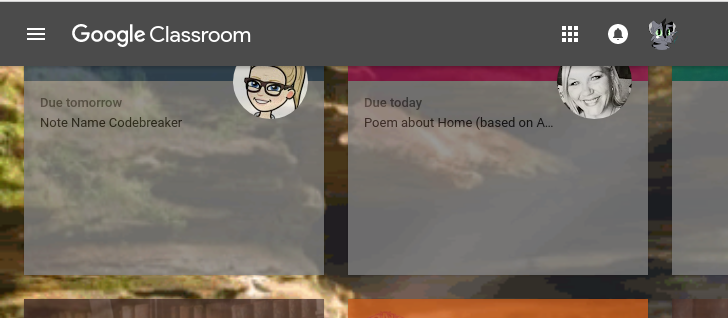 Google Classroom
Due tomorrow
Note Name Codebreaker
Due today
Poem about Home (based on A...